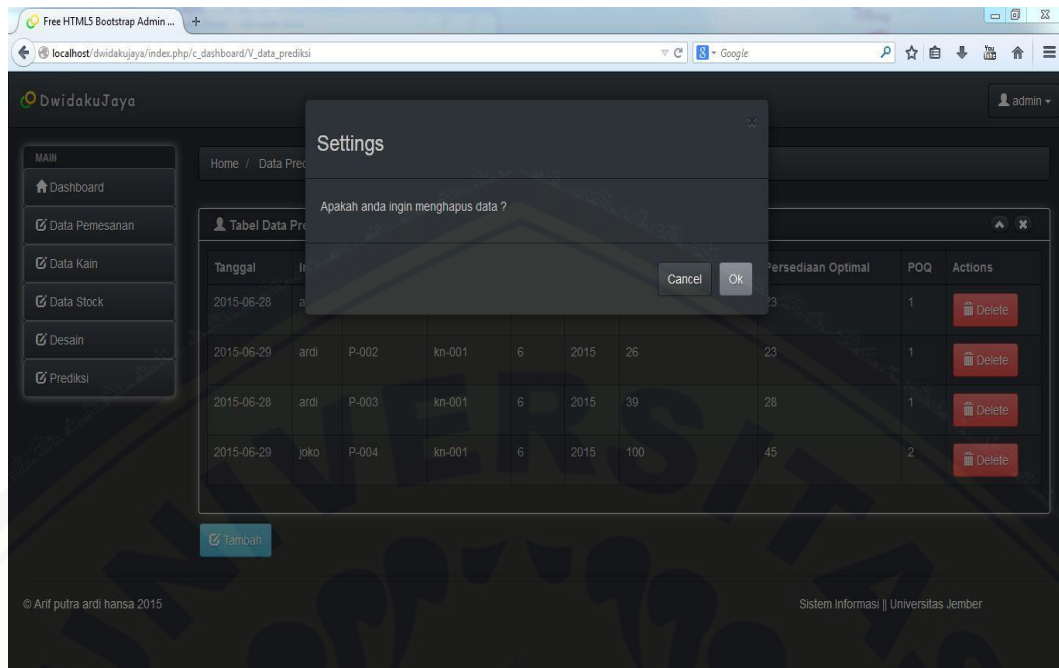 Free HTML5 Bootstrap Admin ...
localhost/dwidakujaya/index.php/c_dashboard/V_data_prediksi
Google
DwidakuJaya
admin
MAIN
Dashboard
Data Pemesanan
Data Kain
Data Stock
Desain
Prediksi
Home / Data Pred
Settings
Apakah anda ingin menghapus data ?
Cancel Ok
Tabel Data Pre
Tanggal Persediaan Optimal POQ Actions
2015-06-28 23 1 Delete
2015-06-29 ardi P-002 kn-001 6 2015 26 23 1 Delete
2015-06-28 ardi P-003 kn-001 6 2015 39 28 1 Delete
2015-06-29 joko P-004 kn-001 6 2015 100 45 2 Delete
Tambah
© Arif putra ardi hansa 2015
Sistem Informasi || Universitas Jember
UNIVERSITAS